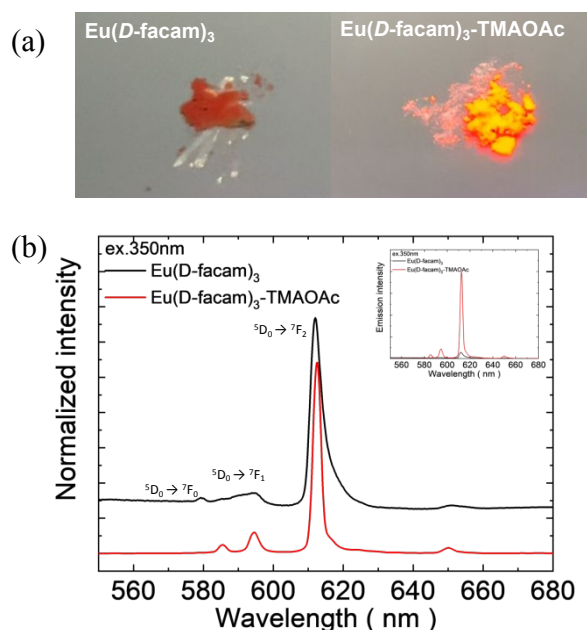 (a)
Eu(D-facam)₃
Eu(D-facam)₃-TMAOAc
(b)
ex.350nm
Eu(D-facam)₃
Eu(D-facam)₃-TMAOAc
⁵D₀ → ⁷F₂
⁵D₀ → ⁷F₁
⁵D₀ → ⁷F₀
Normalized intensity
560 580 600 620 640 660 680
Wavelength ( nm )
ex.350nm
Eu(D-facam)₃
Eu(D-facam)₃-TMAOAc
Emission intensity
560 580 600 620 640 660 680
Wavelength ( nm )